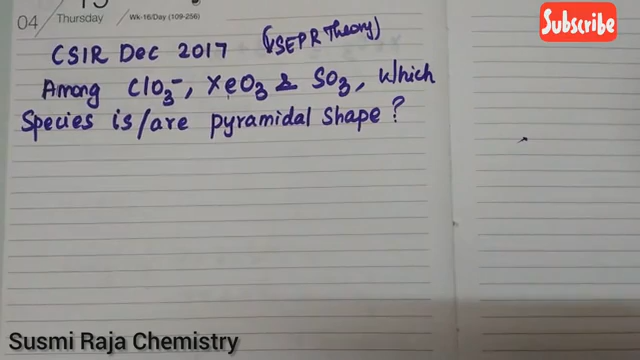 04 Thursday Wk-16/Day (109-256)
Subscribe
CSIR Dec 2017 (VSEPR Theory)
Among ClO3-, XeO3 & SO3, Which
Species is/are pyramidal shape ?
Susmi Raja Chemistry